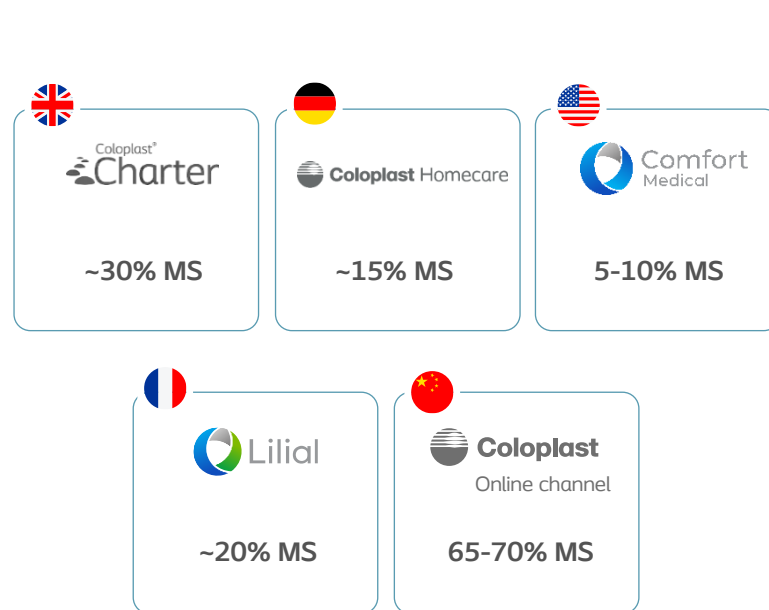 Coloplast®
Charter
Coloplast Homecare
Comfort
Medical
~30% MS
~15% MS
5-10% MS
Lilial
Coloplast
Online channel
~20% MS
65-70% MS